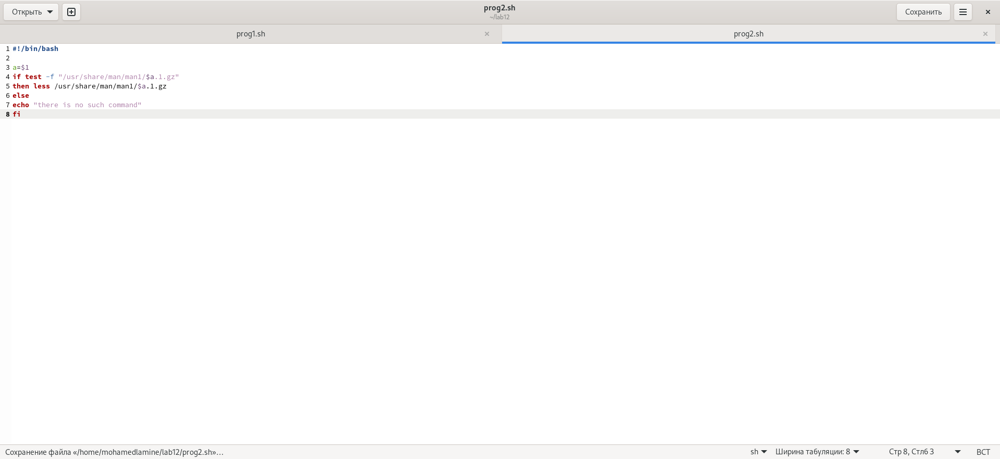 Открыть
prog2.sh
~/lab12
Сохранить
prog1.sh
prog2.sh
1 #!/bin/bash
2
3 a=$1
4 if test -f "/usr/share/man/man1/$a.1.gz"
5 then less /usr/share/man/man1/$a.1.gz
6 else
7 echo "there is no such command"
8 fi
Сохранение файла «/home/mohamedlamine/lab12/prog2.sh»… sh Ширина табуляции: 8 Стр 8, Стлб 3 ВСТ